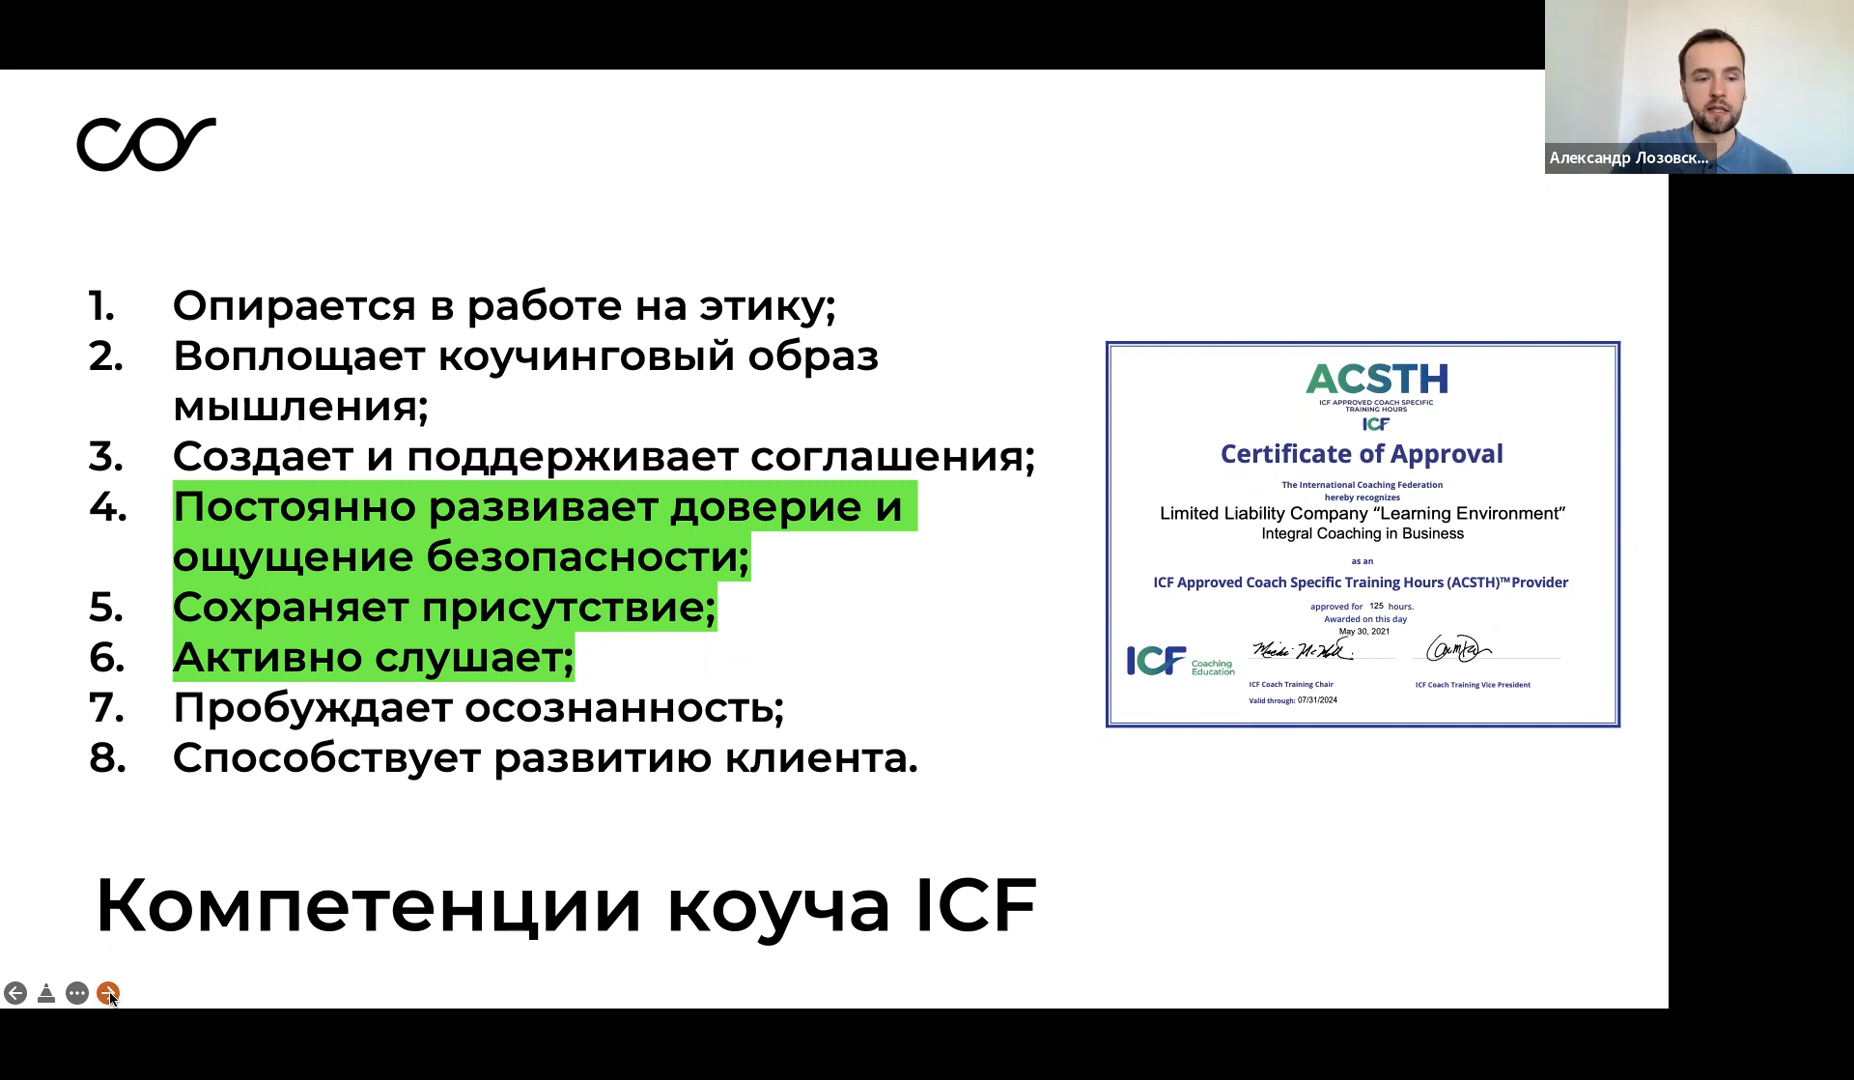 cor
Александр Лозовск...
1. Опирается в работе на этику;
2. Воплощает коучинговый образ
мышления;
3. Создает и поддерживает соглашения;
4. Постоянно развивает доверие и
ощущение безопасности;
5. Сохраняет присутствие;
6. Активно слушает;
7. Пробуждает осознанность;
8. Способствует развитию клиента.
ACSTH
ICF APPROVED COACH SPECIFIC
TRAINING HOURS
ICF
Certificate of Approval
The International Coaching Federation
hereby recognizes
Limited Liability Company “Learning Environment”
Integral Coaching in Business
as an
ICF Approved Coach Specific Training Hours (ACSTH)™Provider
approved for 125 hours.
Awarded on this day
May 30, 2021
ICF Coaching
Education
ICF Coach Training Chair
ICF Coach Training Vice President
Valid through: 07/31/2024
Компетенции коуча ICF